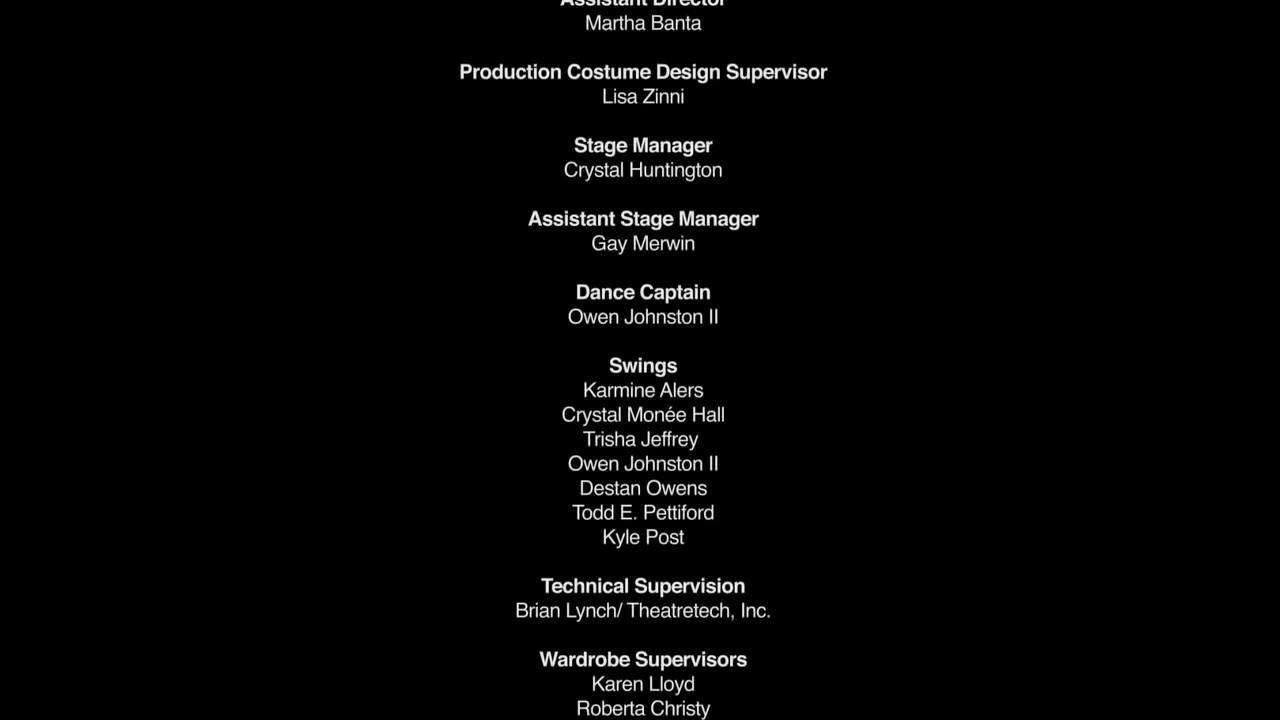 Assistant Director
Martha Banta
Production Costume Design Supervisor
Lisa Zinni
Stage Manager
Crystal Huntington
Assistant Stage Manager
Gay Merwin
Dance Captain
Owen Johnston II
Swings
Karmine Alers
Crystal Monée Hall
Trisha Jeffrey
Owen Johnston II
Destan Owens
Todd E. Pettiford
Kyle Post
Technical Supervision
Brian Lynch/ Theatretech, Inc.
Wardrobe Supervisors
Karen Lloyd
Roberta Christy